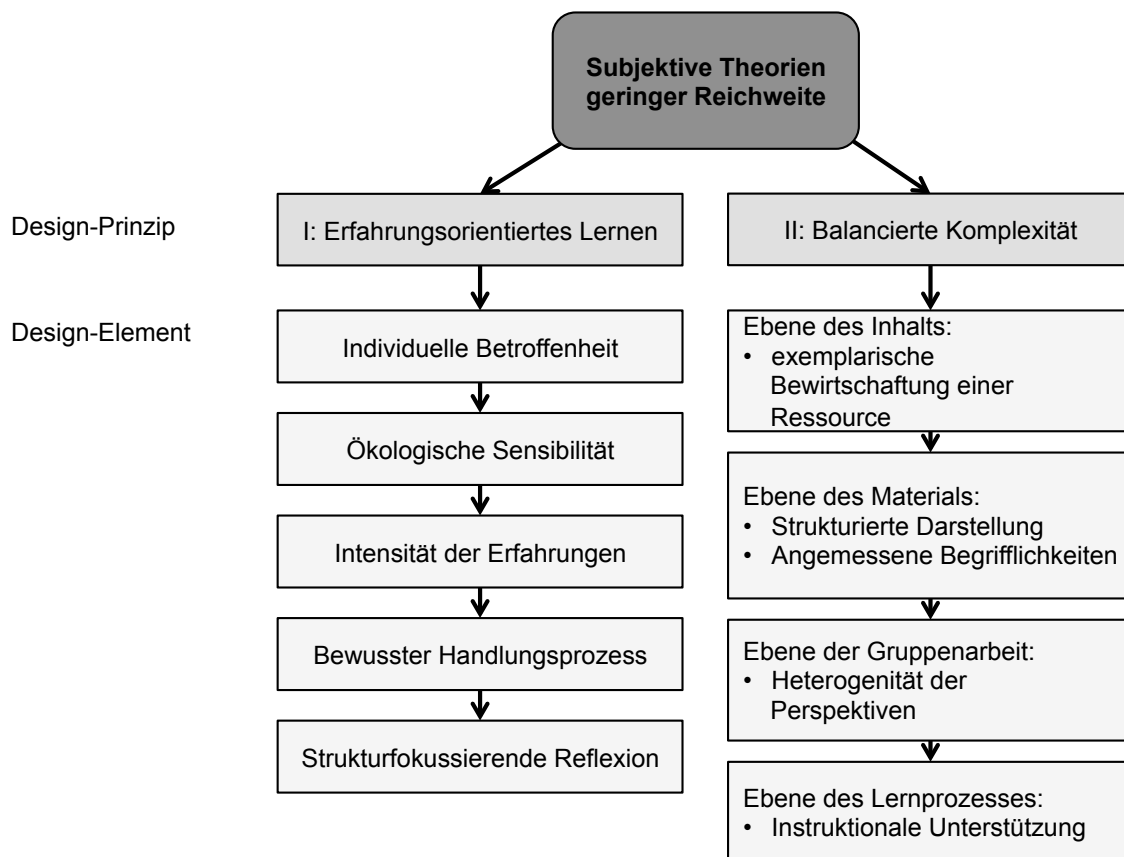 Subjektive Theorien
geringer Reichweite
Design-Prinzip
I: Erfahrungsorientiertes Lernen
II: Balancierte Komplexität
Design-Element
Individuelle Betroffenheit
Ökologische Sensibilität
Intensität der Erfahrungen
Bewusster Handlungsprozess
Strukturfokussierende Reflexion
Ebene des Inhalts:
• exemplarische
Bewirtschaftung einer
Ressource
Ebene des Materials:
• Strukturierte Darstellung
• Angemessene Begrifflichkeiten
Ebene der Gruppenarbeit:
• Heterogenität der
Perspektiven
Ebene des Lernprozesses:
• Instruktionale Unterstützung